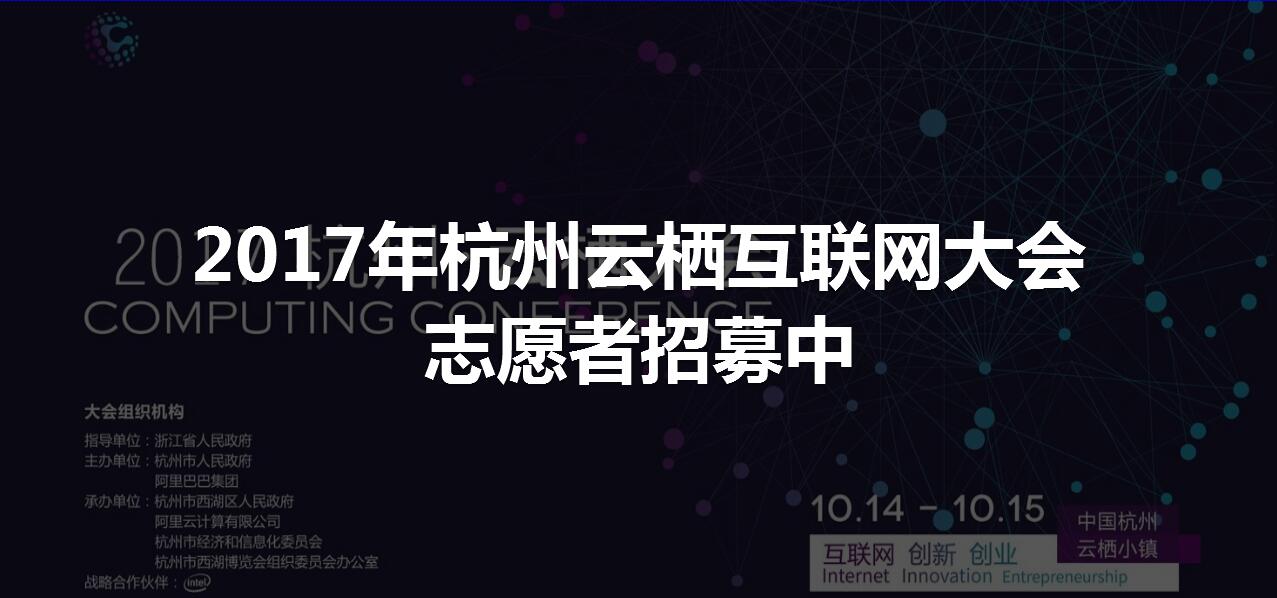 2017 杭州·云栖大会
COMPUTING CONFERENCE
2017年杭州云栖互联网大会
志愿者招募中
大会组织机构
指导单位：浙江省人民政府
主办单位：杭州市人民政府
阿里巴巴集团
承办单位：杭州市西湖区人民政府
阿里云计算有限公司
杭州市经济和信息化委员会
杭州市西湖博览会组织委员会办公室
战略合作伙伴：intel
10.14 – 10.15
中国杭州
云栖小镇
互联网 创新 创业
Internet Innovation Entrepreneurship